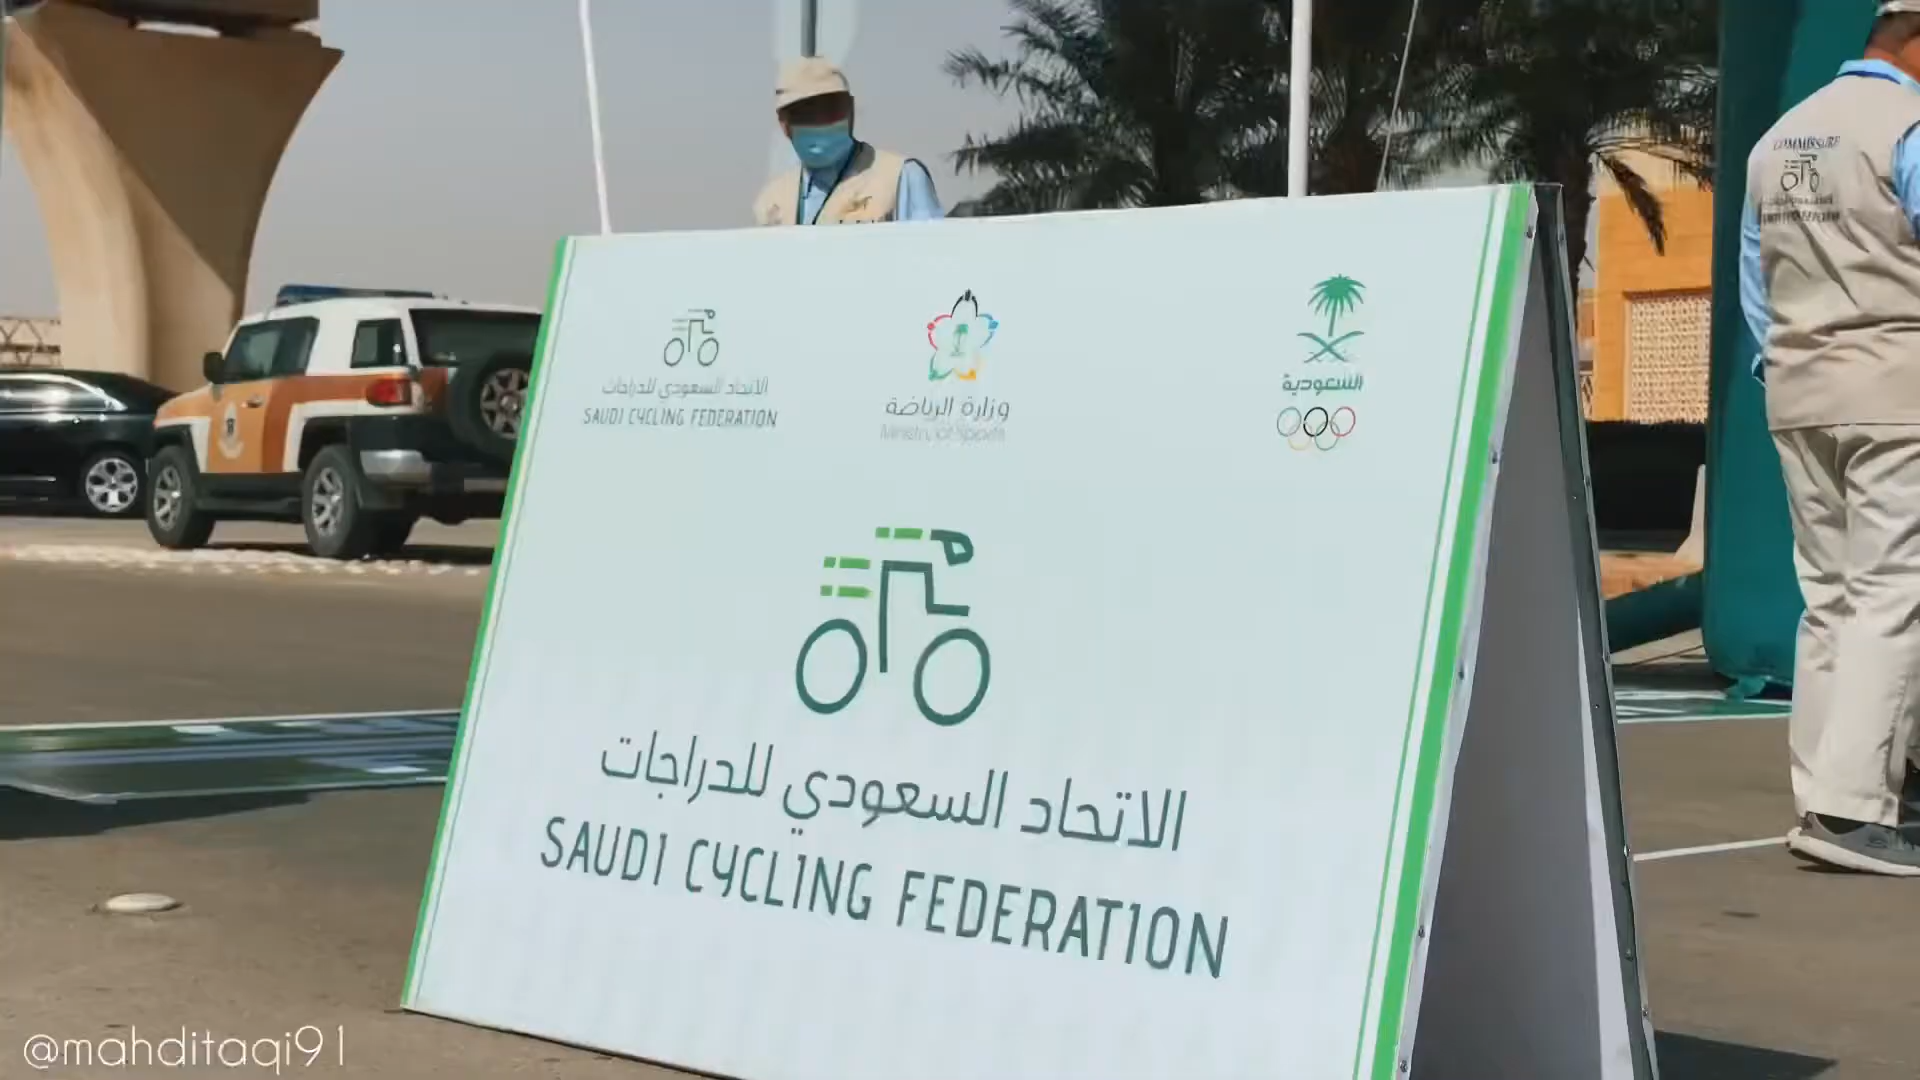 الاتحاد السعودي للدراجات
SAUDI CYCLING FEDERATION
وزارة الرياضة
Ministry of Sports
السعودية
الاتحاد السعودي للدراجات
SAUDI CYCLING FEDERATION
@mahditaqi91